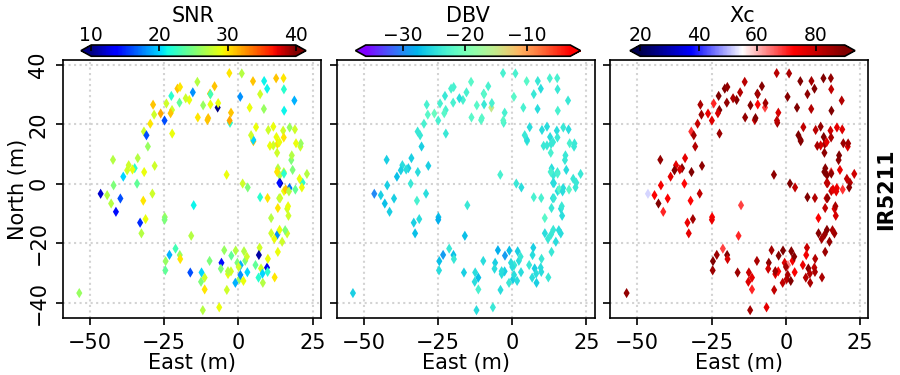 SNR DBV Xc
10 20 30 40 −30 −20 −10 20 40 60 80
40
20
0
−20
−40
North (m)
IR5211
−50 −25 0 25 −50 −25 0 25 −50 −25 0 25
East (m) East (m) East (m)